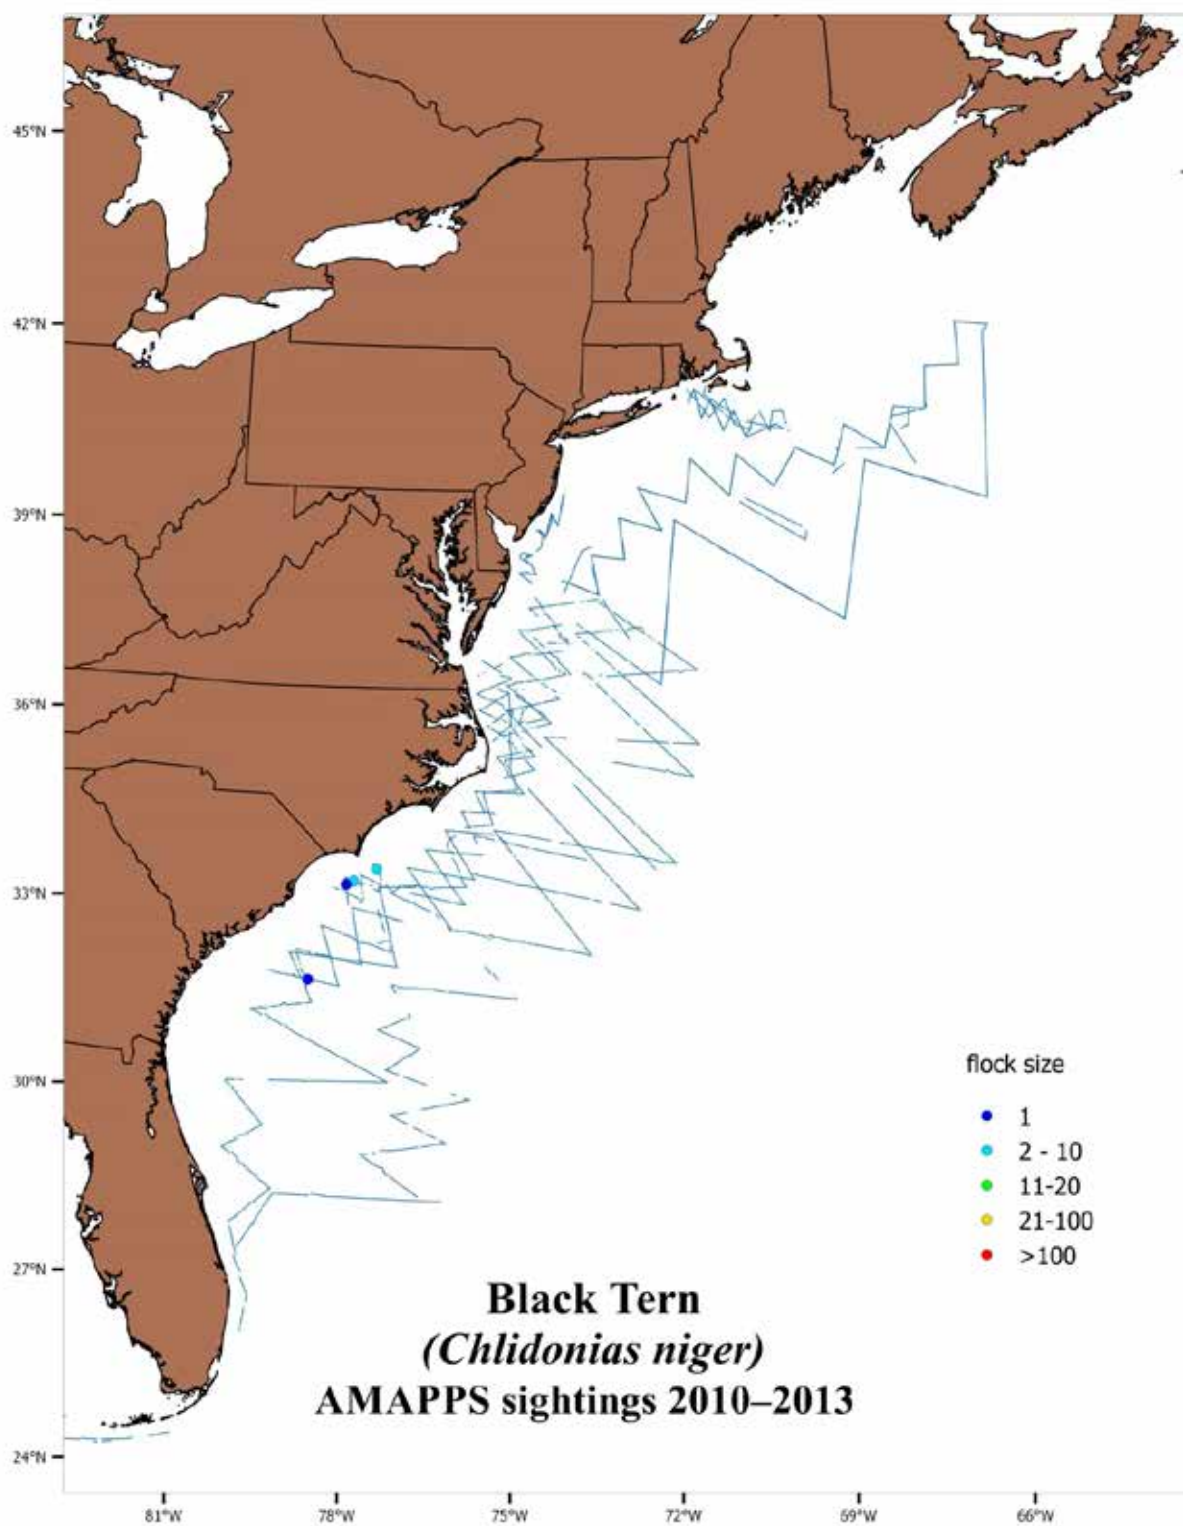 45°N
42°N
39°N
36°N
33°N
30°N
27°N
24°N
flock size
1
2 - 10
11-20
21-100
>100
Black Tern
(Chlidonias niger)
AMAPPS sightings 2010–2013
81°W
78°W
75°W
72°W
69°W
66°W